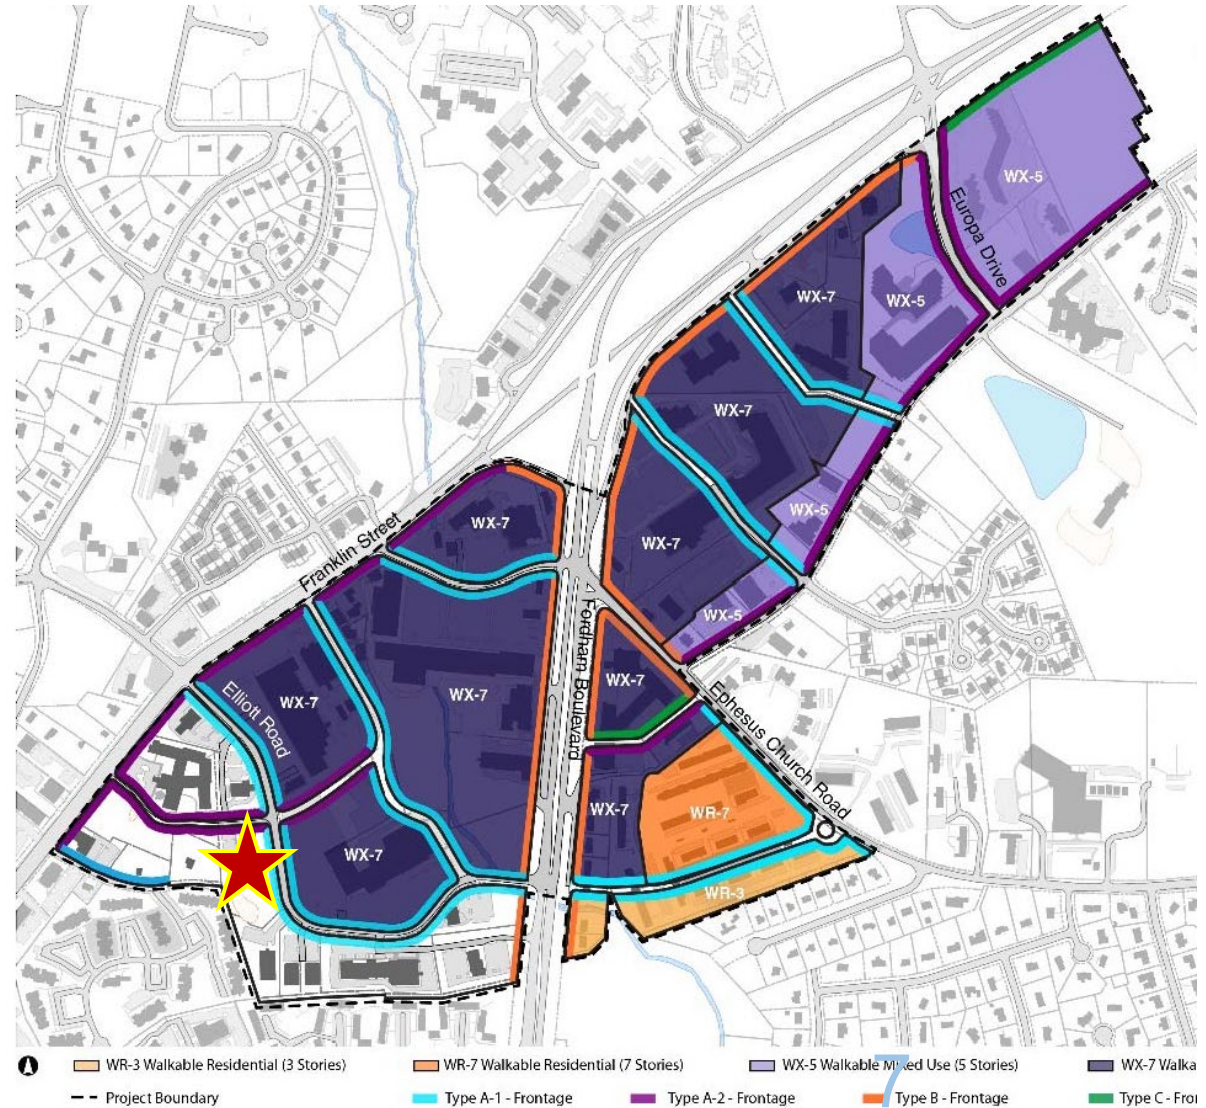 WX-5
Europa Drive
WX-7
WX-5
WX-7
WX-5
WX-7
WX-7
Franklin Street
WX-5
Fordham Boulevard
WX-7
WX-7
WX-7
Elliott Road
Ephesus Church Road
WX-7
WR-7
WX-7
WR-3
WR-3 Walkable Residential (3 Stories)
WR-7 Walkable Residential (7 Stories)
WX-5 Walkable Mixed Use (5 Stories)
WX-7 Walka
Project Boundary
Type A-1 - Frontage
Type A-2 - Frontage
7
Type B - Frontage
Type C - Fro